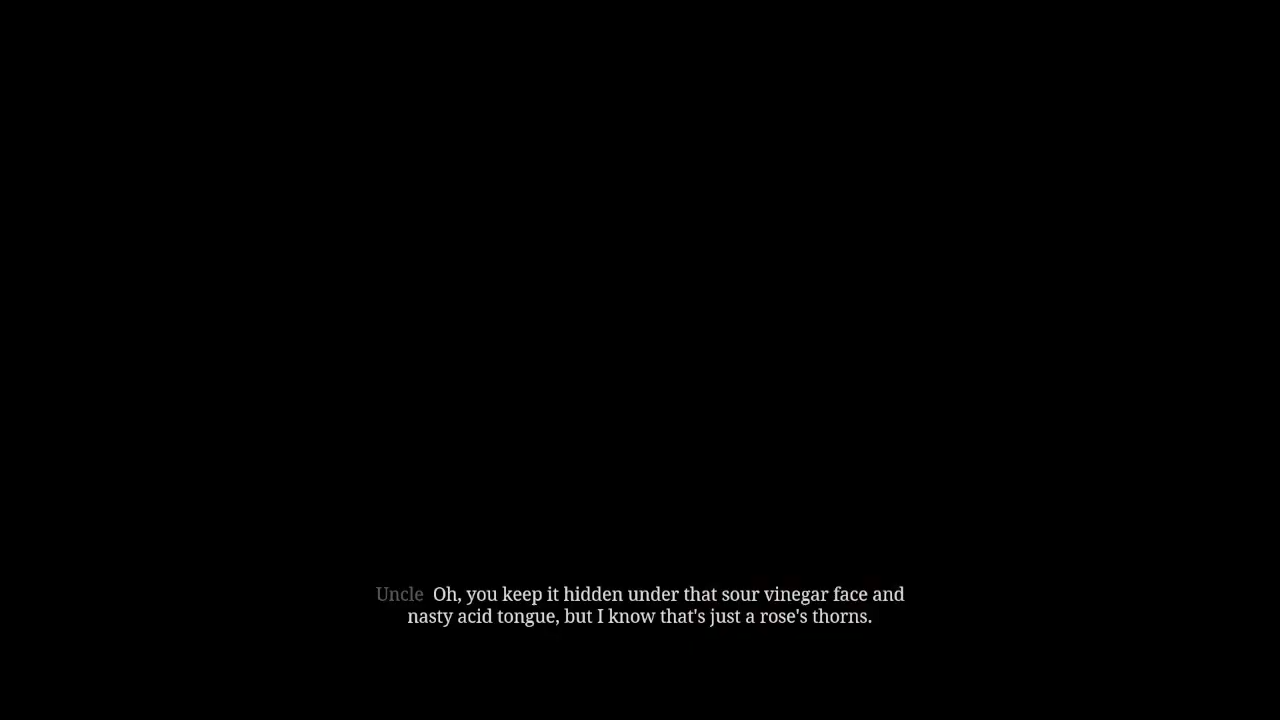 Uncle Oh, you keep it hidden under that sour vinegar face and
nasty acid tongue, but I know that's just a rose's thorns.